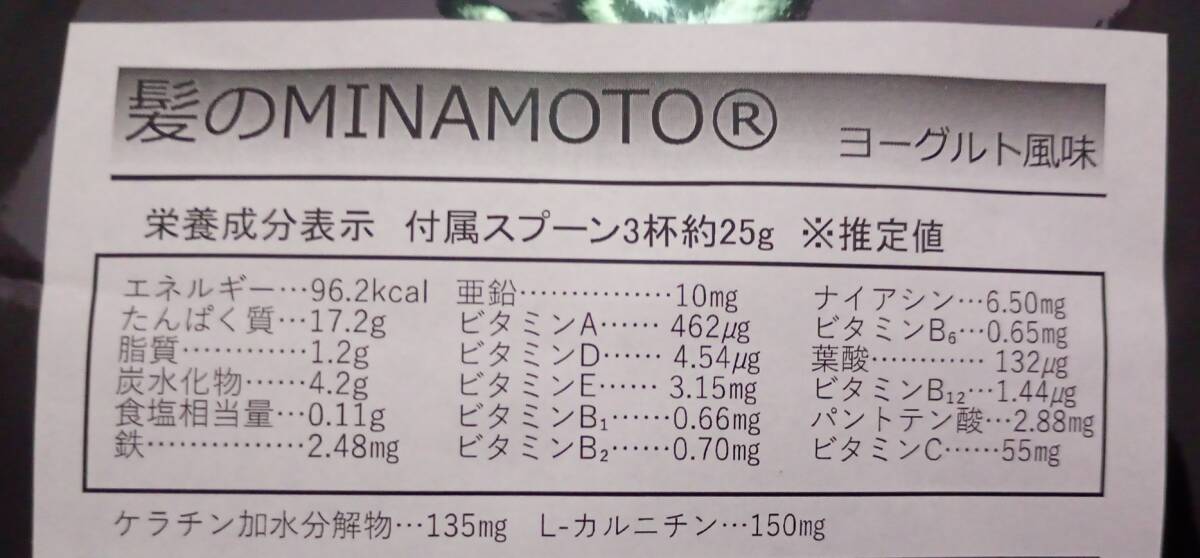 髪のMINAMOTO® ヨーグルト風味
栄養成分表示 付属スプーン3杯約25g ※推定値
エネルギー…96.2kcal
たんぱく質…17.2g
脂質…………1.2g
炭水化物……4.2g
食塩相当量…0.11g
鉄……………2.48mg
亜鉛……………10mg
ビタミンA…… 462μg
ビタミンD…… 4.54μg
ビタミンE…… 3.15mg
ビタミンB₁……0.66mg
ビタミンB₂……0.70mg
ナイアシン…6.50mg
ビタミンB₆…0.65mg
葉酸………… 132μg
ビタミンB₁₂…1.44μg
パントテン酸…2.88mg
ビタミンC……55mg
ケラチン加水分解物…135mg L-カルニチン…150mg